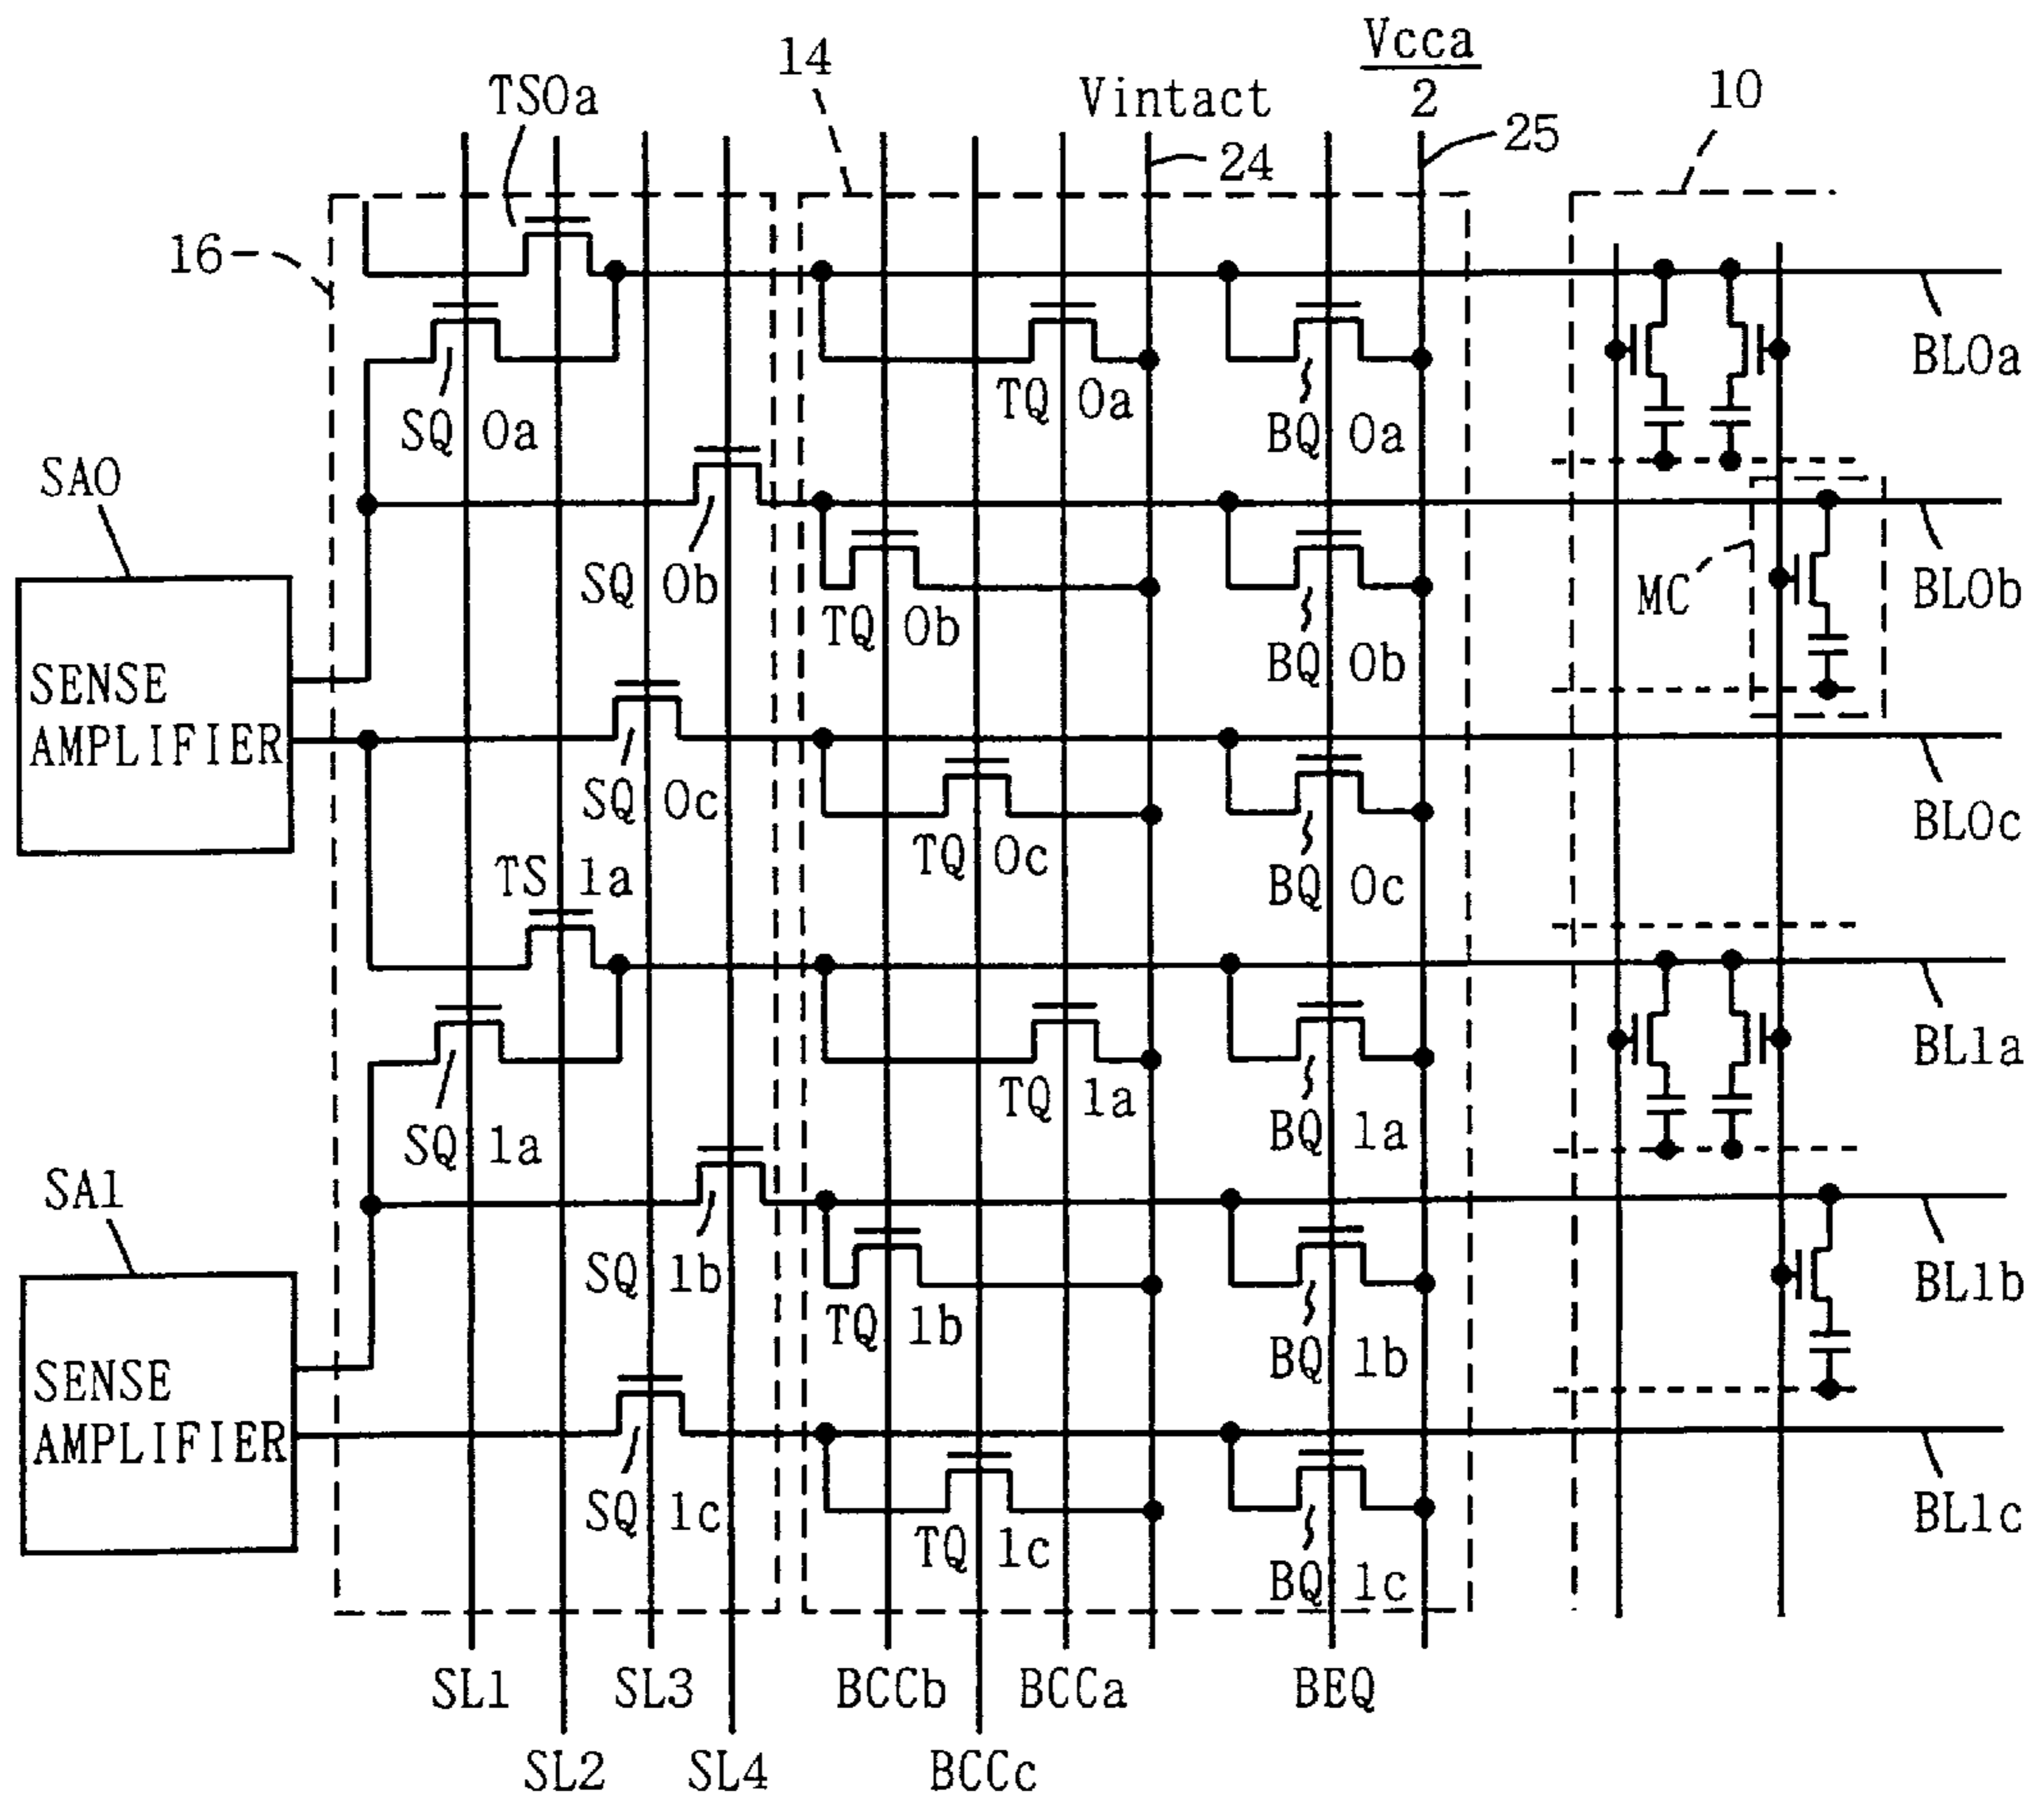 Vcca
14
TS0a
Vintact
2
10
24
25
16
BL0a
TQ 0a
SQ 0a
BQ 0a
SA0
SQ 0b
MC
BL0b
TQ 0b
BQ 0b
SENSE
AMPLIFIER
SQ 0c
BL0c
TQ 0c
TS 1a
BQ 0c
BL1a
TQ 1a
SQ 1a
BQ 1a
SA1
SQ 1b
BL1b
TQ 1b
BQ 1b
SENSE
AMPLIFIER
SQ 1c
BL1c
TQ 1c
BQ 1c
SL1
SL3
BCCb
BCCa
BEQ
SL2
SL4
BCCc